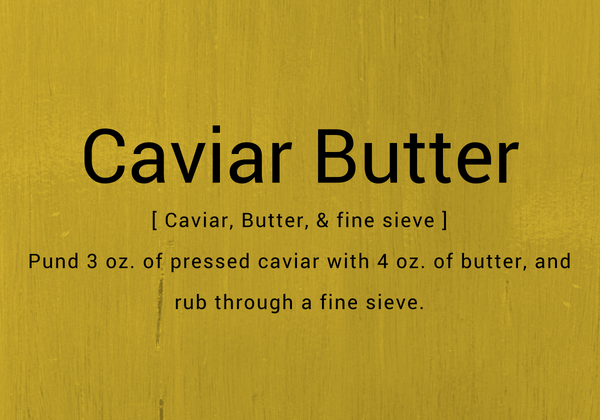 Caviar Butter
[ Caviar, Butter, & fine sieve ]
Pund 3 oz. of pressed caviar with 4 oz. of butter, and
rub through a fine sieve.